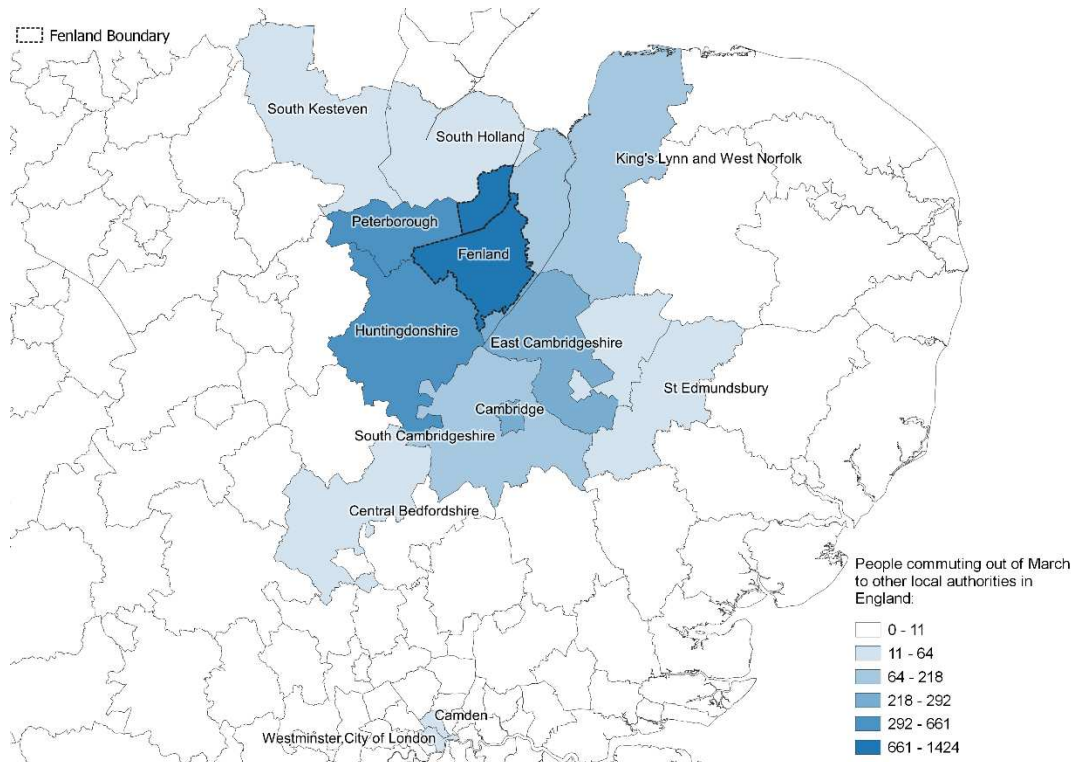 Fenland Boundary
South Kesteven
South Holland
King's Lynn and West Norfolk
Peterborough
Fenland
Huntingdonshire
East Cambridgeshire
St Edmundsbury
Cambridge
South Cambridgeshire
Central Bedfordshire
Camden
Westminster,City of London
People commuting out of March
to other local authorities in
England:
0 - 11
11 - 64
64 - 218
218 - 292
292 - 661
661 - 1424